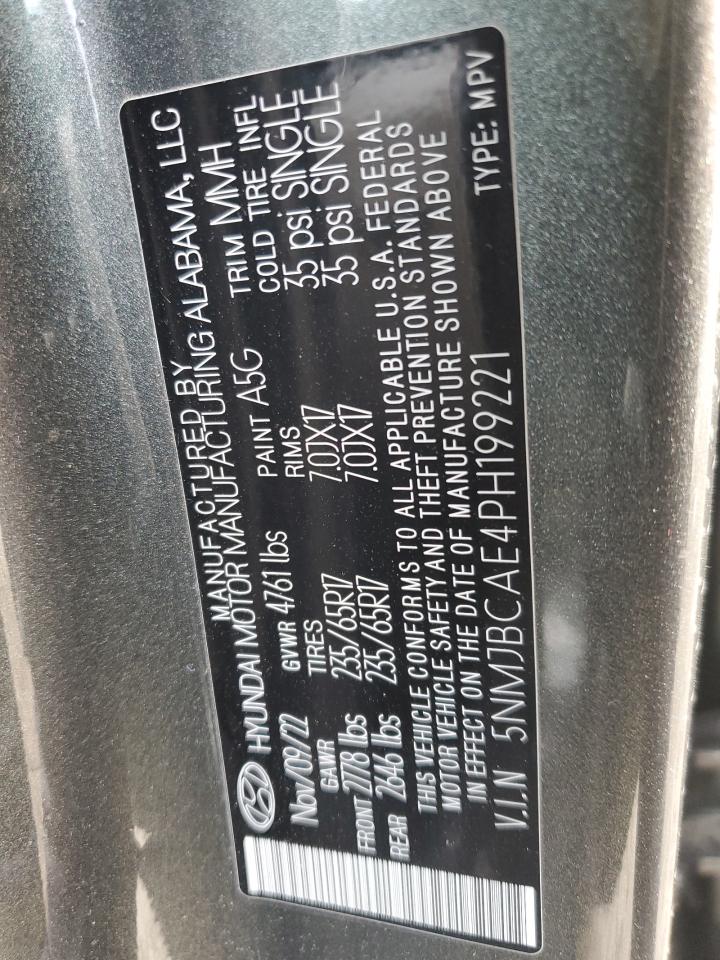 MANUFACTURED BY
HYUNDAI MOTOR MANUFACTURING ALABAMA, LLC
Nov/09/22 GVWR 4761 lbs PAINT A5G TRIM MMH
GAWR TIRES RIMS COLD TIRE INFL
FRONT 2778 lbs 235/65R17 7.0JX17 35 psi SINGLE
REAR 2646 lbs 235/65R17 7.0JX17 35 psi SINGLE
THIS VEHICLE CONFORMS TO ALL APPLICABLE U.S.A. FEDERAL
MOTOR VEHICLE SAFETY AND THEFT PREVENTION STANDARDS
IN EFFECT ON THE DATE OF MANUFACTURE SHOWN ABOVE
V.I.N 5NMJBCAE4PH199221 TYPE: MPV